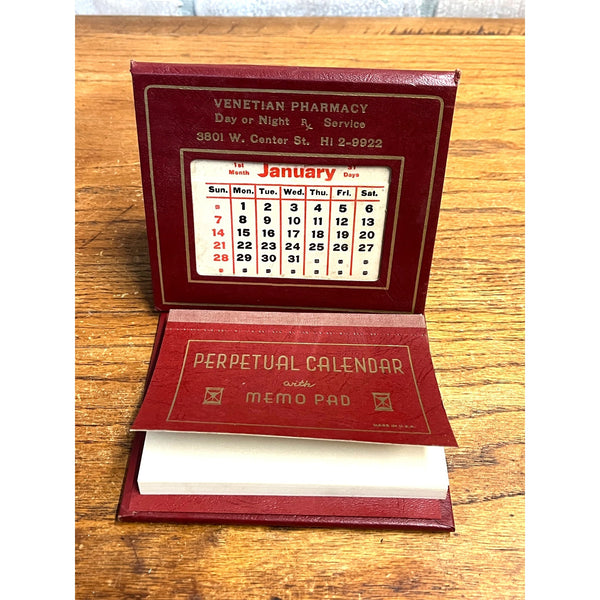 VENETIAN PHARMACY
Day or Night Rx Service
3801 W. Center St. HI 2-9922
1st Month January 31 Days
Sun. Mon. Tue. Wed. Thu. Fri. Sat.
1 2 3 4 5 6
7 8 9 10 11 12 13
14 15 16 17 18 19 20
21 22 23 24 25 26 27
28 29 30 31
PERPETUAL CALENDAR
with
MEMO PAD
MADE IN U.S.A.